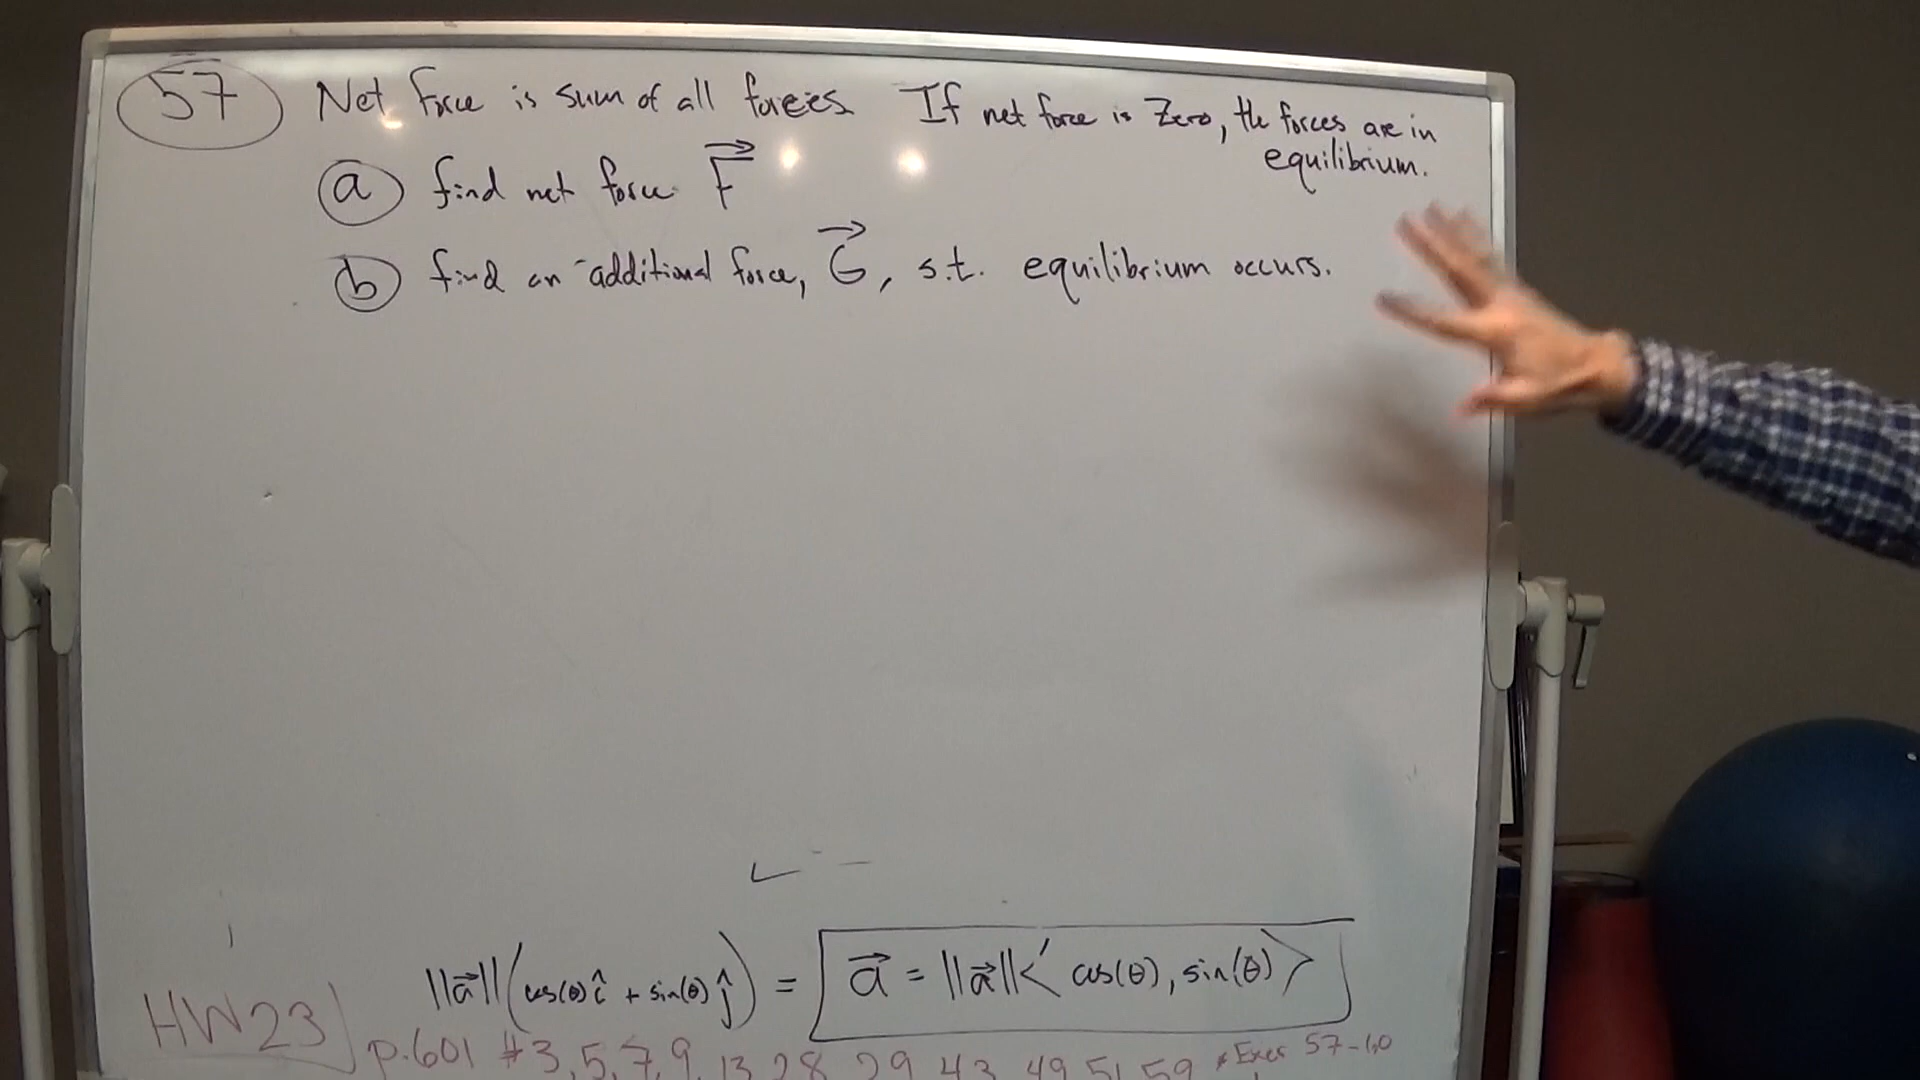 57 Net Force is sum of all forces. If net force is Zero, the forces are in
equilibrium.
a find net force F⃗
b find an additional force, G⃗, s.t. equilibrium occurs.
||a⃗||(cos(θ)î + sin(θ)ĵ) = a⃗ = ||a⃗||< cos(θ), sin(θ) >
HW23
p.601 #3, 5, 7, 9, 13, 28, 29, 43, 49, 51, 59 * Exer 57-60